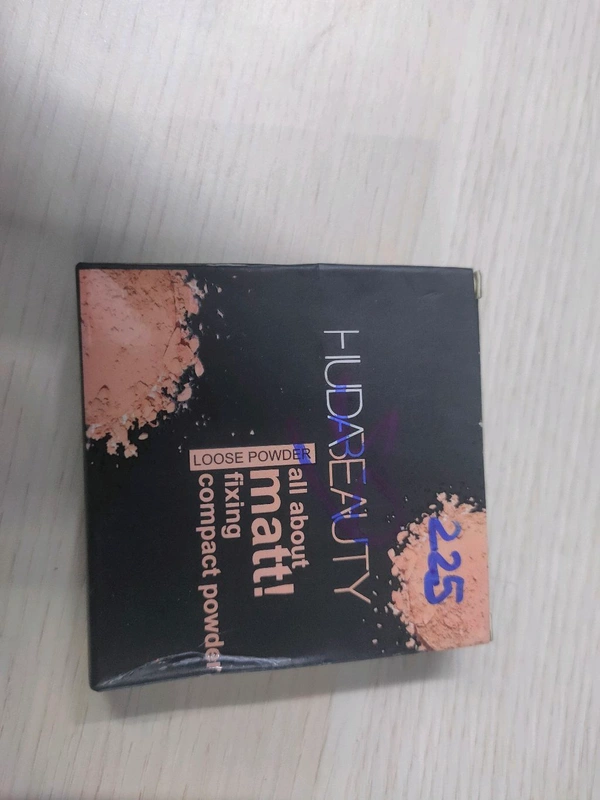 HUDABEAUTY
225
all about
matt!
fixing
compact powder
LOOSE POWDER